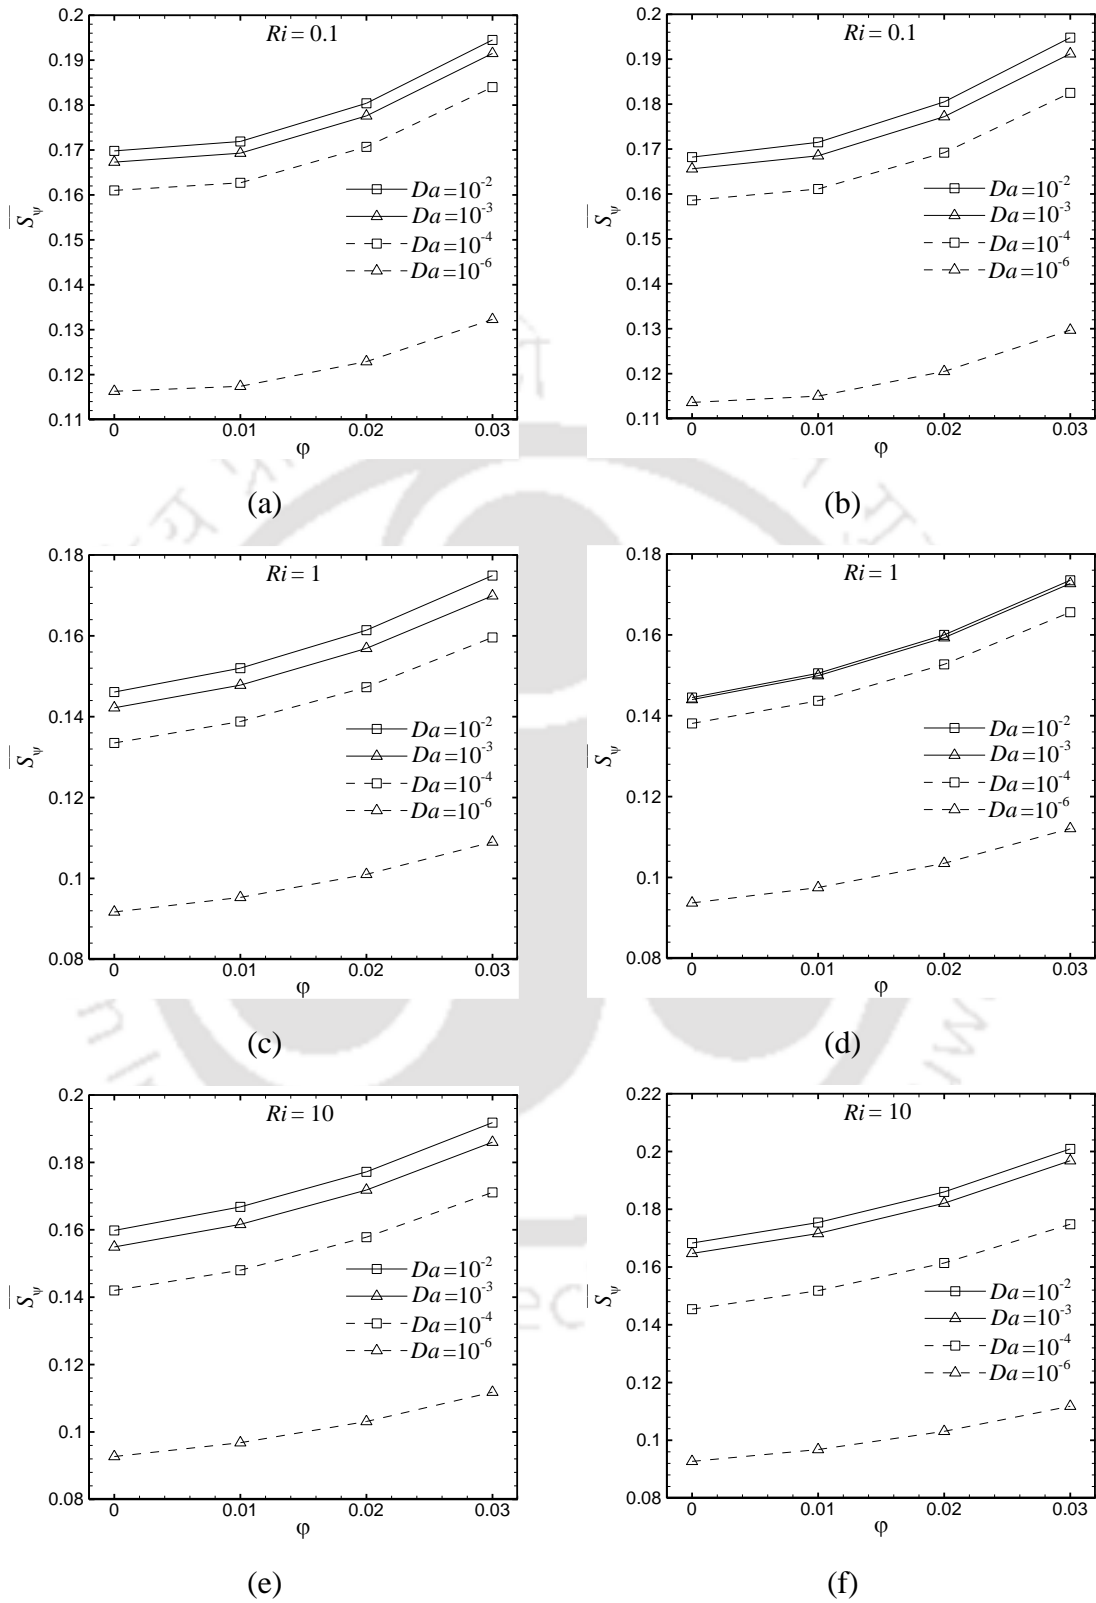 Ri = 0.1
0.2
0.19
0.18
0.17
0.16
0.15
0.14
0.13
0.12
0.11
S_ψ
Da=10^-2
Da=10^-3
Da=10^-4
Da=10^-6
0 0.01 0.02 0.03
φ
(a)
Ri = 0.1
0.2
0.19
0.18
0.17
0.16
0.15
0.14
0.13
0.12
0.11
S_ψ
Da=10^-2
Da=10^-3
Da=10^-4
Da=10^-6
0 0.01 0.02 0.03
φ
(b)
Ri = 1
0.18
0.16
0.14
0.12
0.1
0.08
S_ψ
Da=10^-2
Da=10^-3
Da=10^-4
Da=10^-6
0 0.01 0.02 0.03
φ
(c)
Ri = 1
0.18
0.16
0.14
0.12
0.1
0.08
S_ψ
Da=10^-2
Da=10^-3
Da=10^-4
Da=10^-6
0 0.01 0.02 0.03
φ
(d)
Ri = 10
0.2
0.18
0.16
0.14
0.12
0.1
0.08
S_ψ
Da=10^-2
Da=10^-3
Da=10^-4
Da=10^-6
0 0.01 0.02 0.03
φ
(e)
Ri = 10
0.22
0.2
0.18
0.16
0.14
0.12
0.1
0.08
S_ψ
Da=10^-2
Da=10^-3
Da=10^-4
Da=10^-6
0 0.01 0.02 0.03
φ
(f)